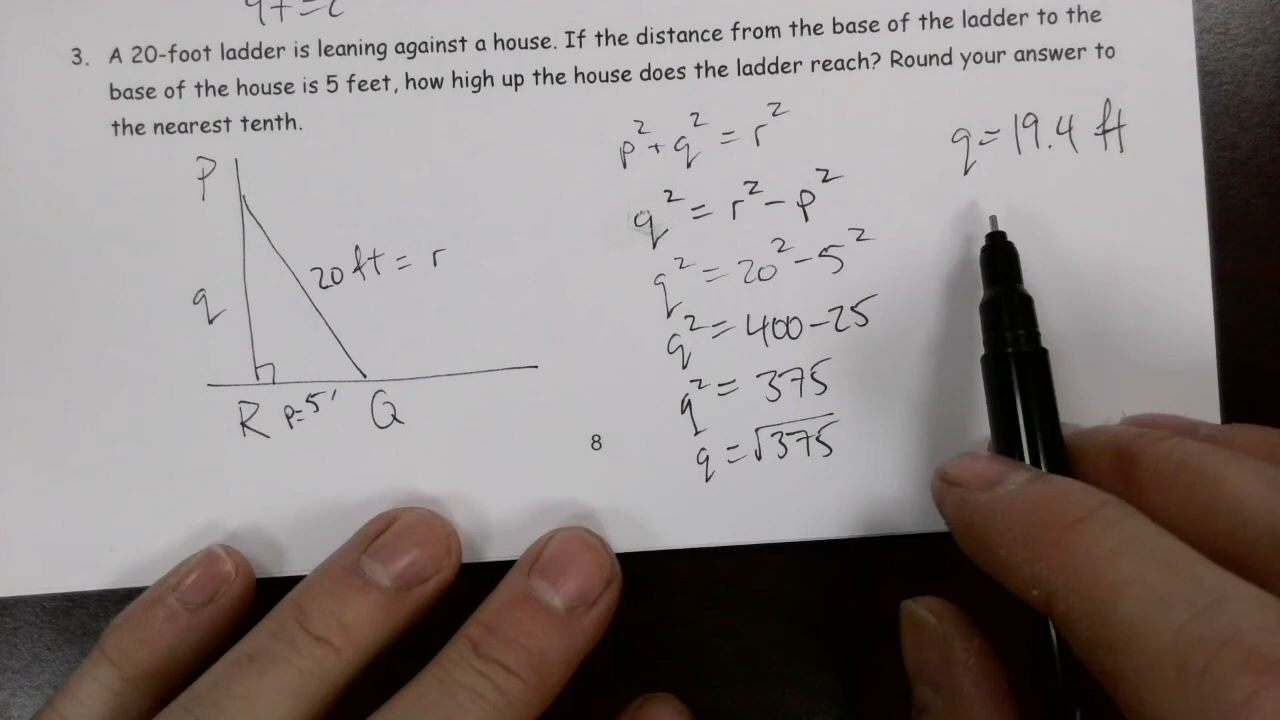 3. A 20-foot ladder is leaning against a house. If the distance from the base of the ladder to the
base of the house is 5 feet, how high up the house does the ladder reach? Round your answer to
the nearest tenth.
P
q
20 ft = r
R
p=5'
Q
p² + q² = r²
q² = r² - p²
q² = 20² - 5²
q² = 400 - 25
q² = 375
q = √375
q = 19.4 ft
8